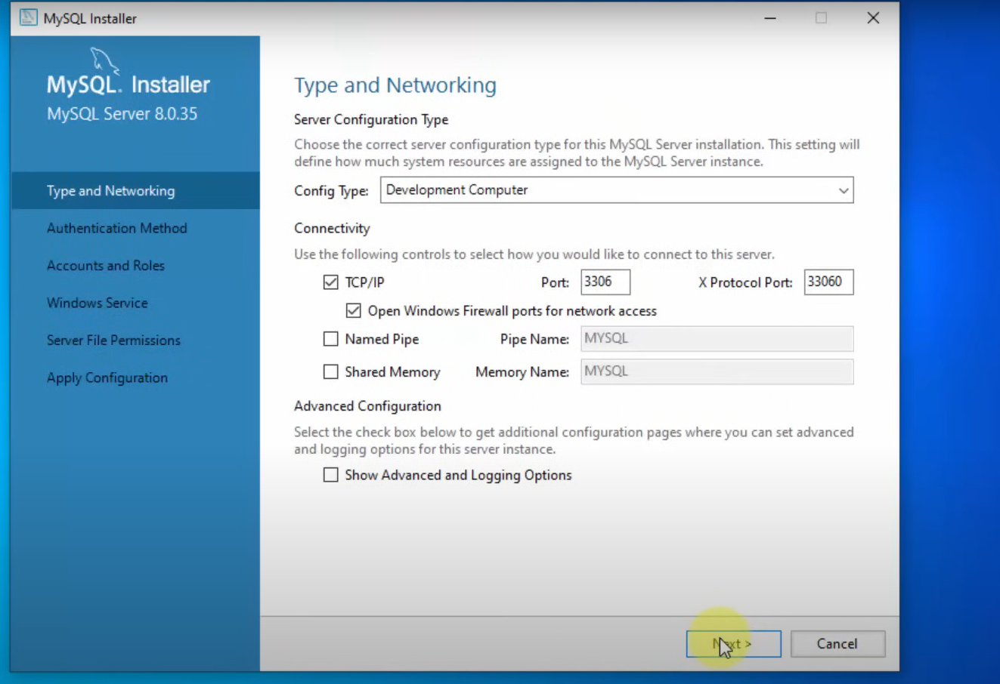 MySQL Installer
MySQL. Installer
MySQL Server 8.0.35
Type and Networking
Authentication Method
Accounts and Roles
Windows Service
Server File Permissions
Apply Configuration
Type and Networking
Server Configuration Type
Choose the correct server configuration type for this MySQL Server installation. This setting will
define how much system resources are assigned to the MySQL Server instance.
Config Type: Development Computer
Connectivity
Use the following controls to select how you would like to connect to this server.
TCP/IP Port: 3306 X Protocol Port: 33060
Open Windows Firewall ports for network access
Named Pipe Pipe Name: MYSQL
Shared Memory Memory Name: MYSQL
Advanced Configuration
Select the check box below to get additional configuration pages where you can set advanced
and logging options for this server instance.
Show Advanced and Logging Options
Next > Cancel